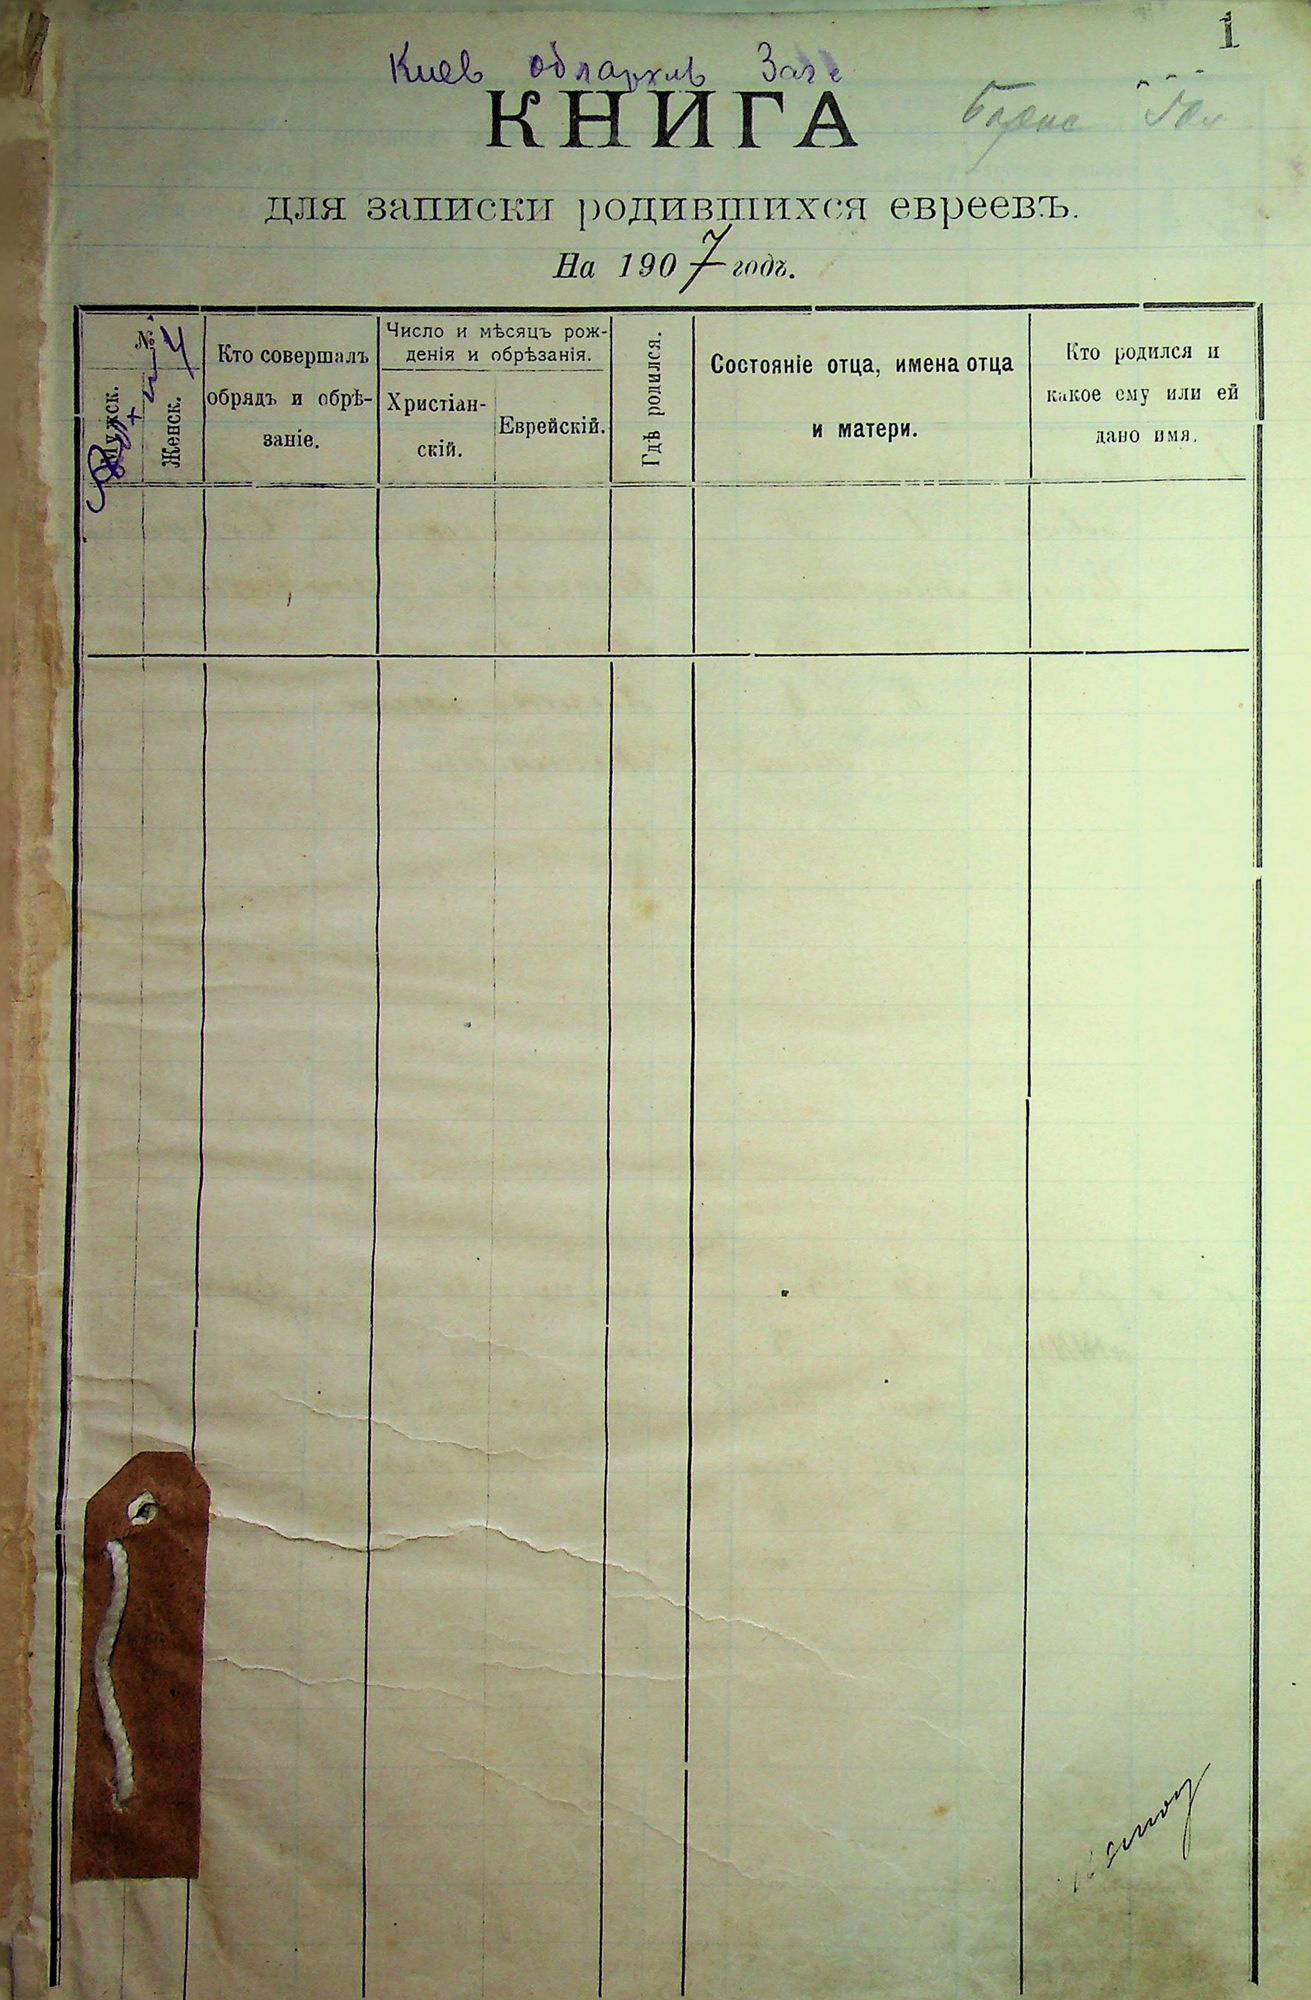 1
Киев облархив Заг
КНИГА
для записки родившихся евреевъ.
На 1907 годъ.
№
Мужск.
Женск.
Кто совершалъ
обрядъ и обрѣ-
заніе.
Число и мѣсяцъ рож-
денія и обрѣзанія.
Христіан-
скій.
Еврейскій.
Гдѣ родился.
Состояніе отца, имена отца
и матери.
Кто родился и
какое ему или ей
дано имя.